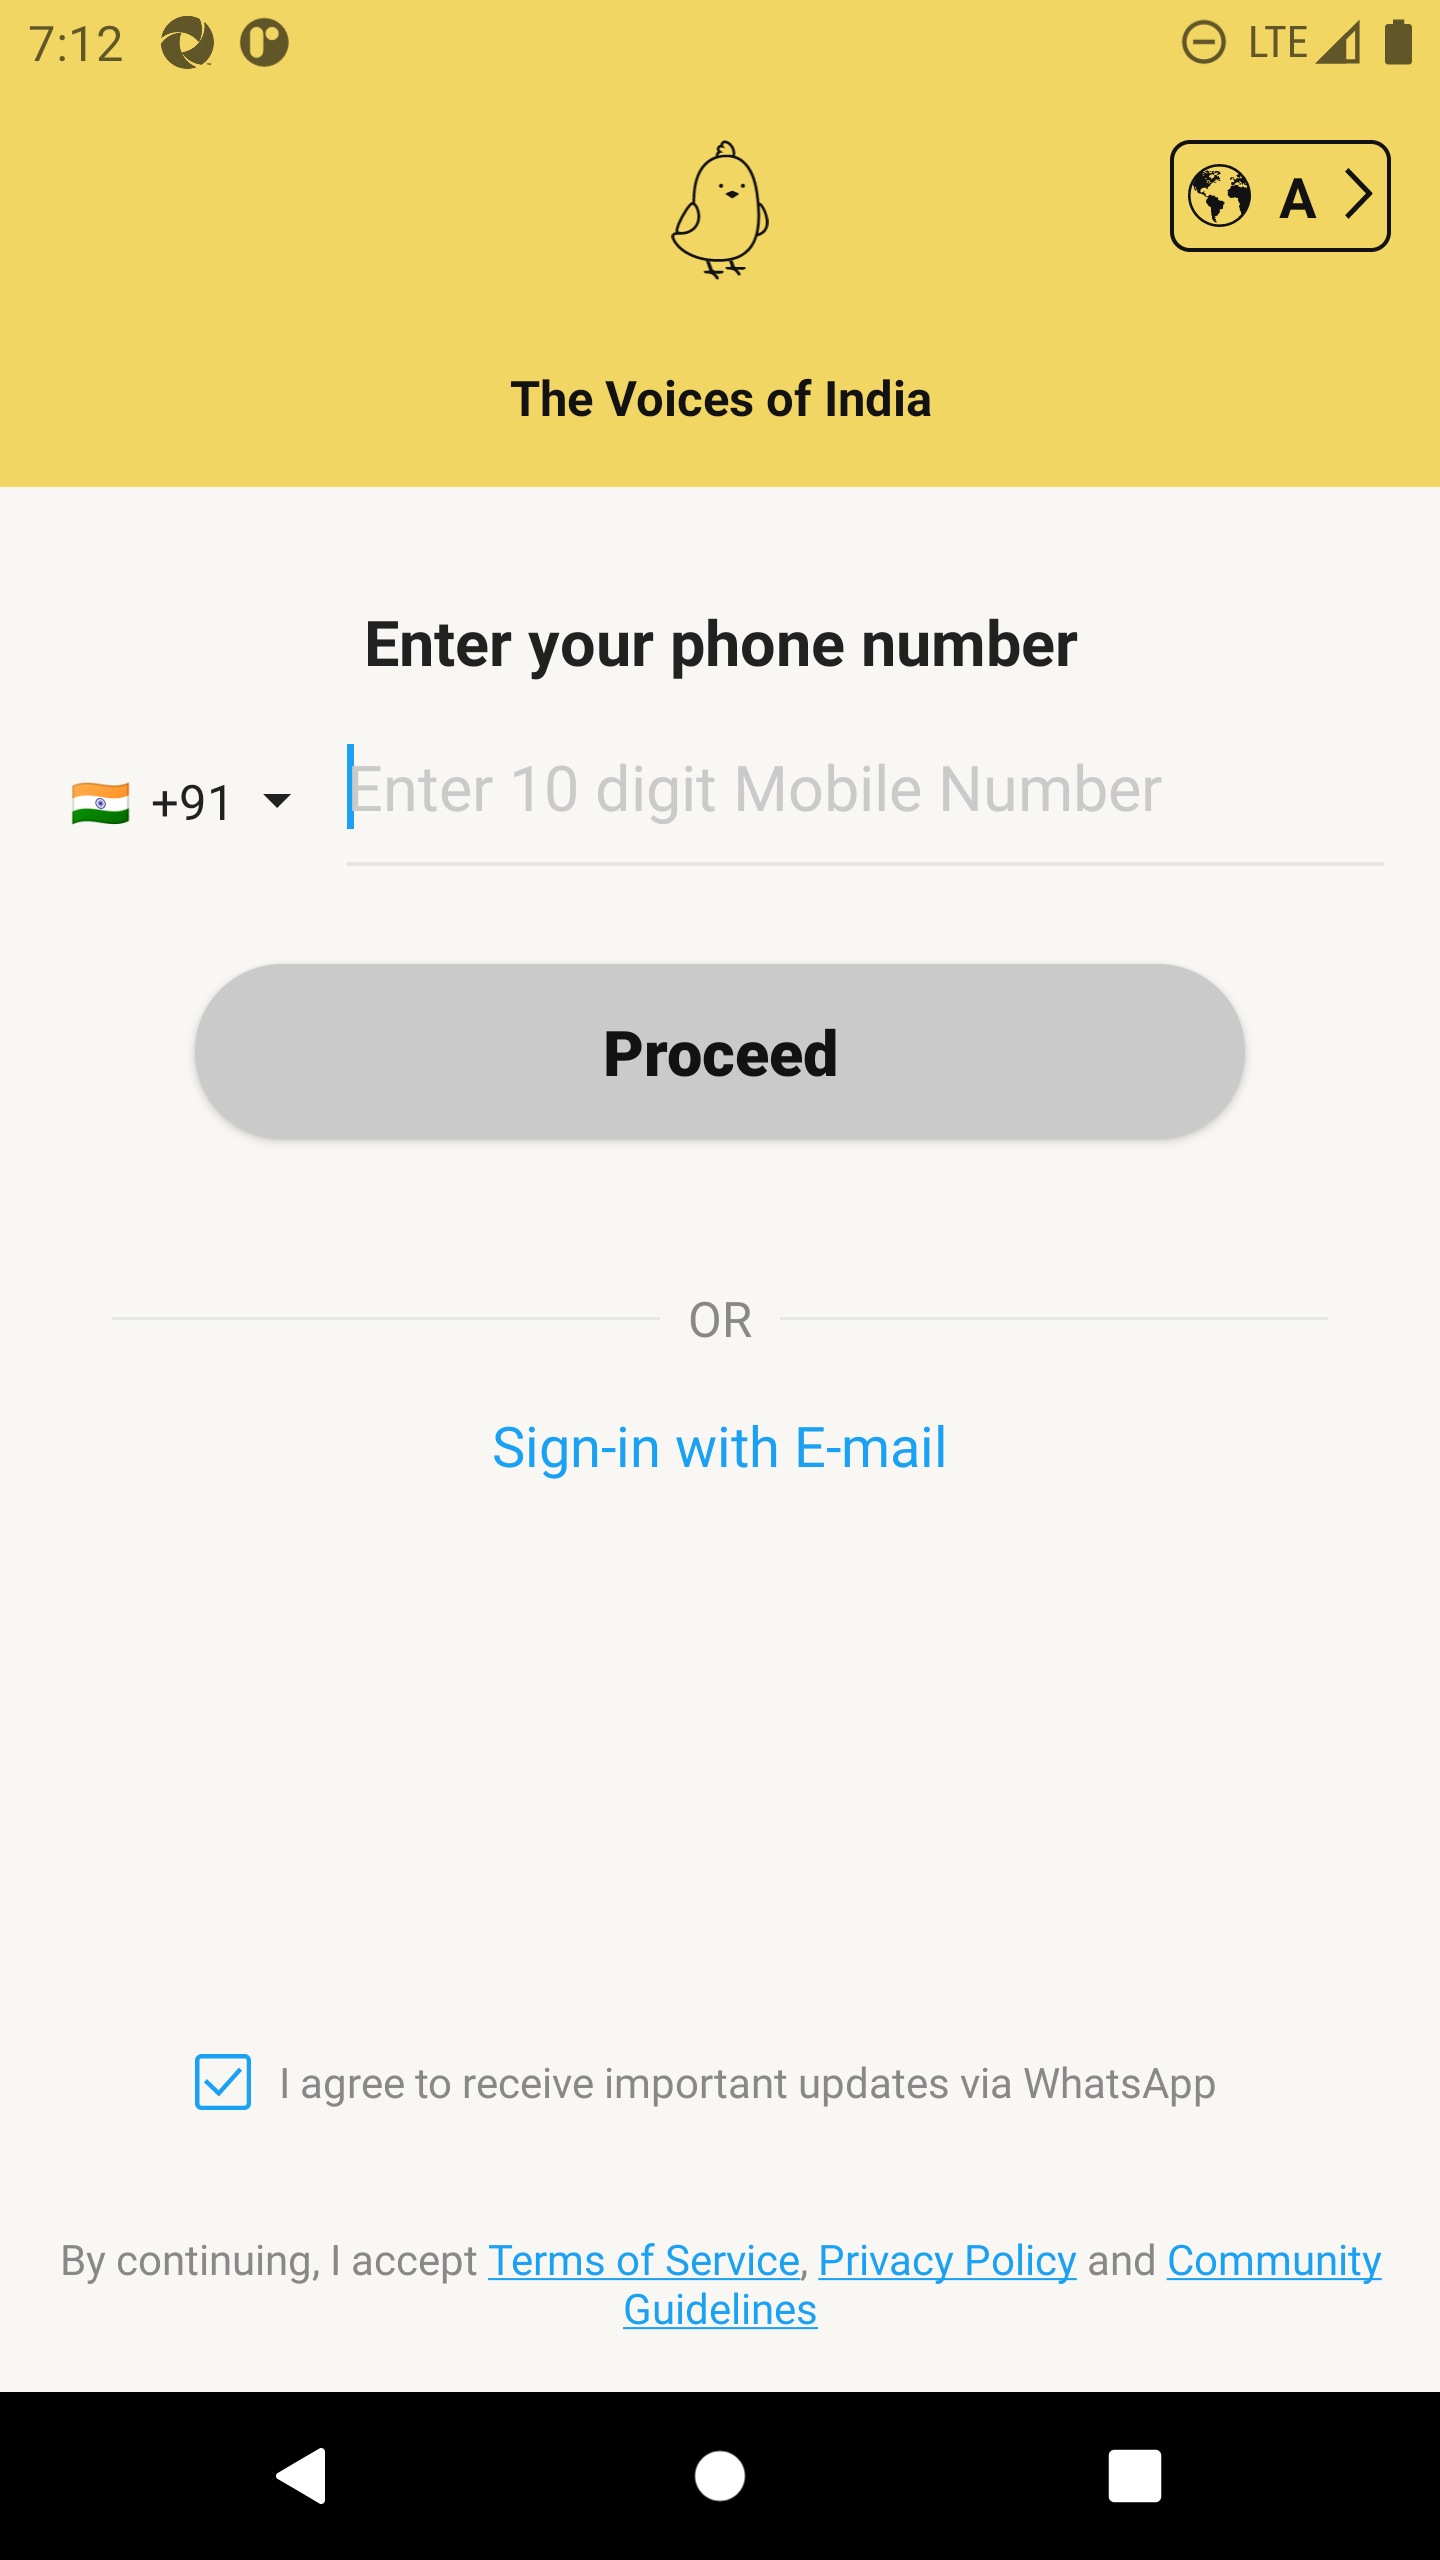 7:12 LTE
A
The Voices of India
Enter your phone number
+91 Enter 10 digit Mobile Number
Proceed
OR
Sign-in with E-mail
I agree to receive important updates via WhatsApp
By continuing, I accept Terms of Service, Privacy Policy and Community
Guidelines